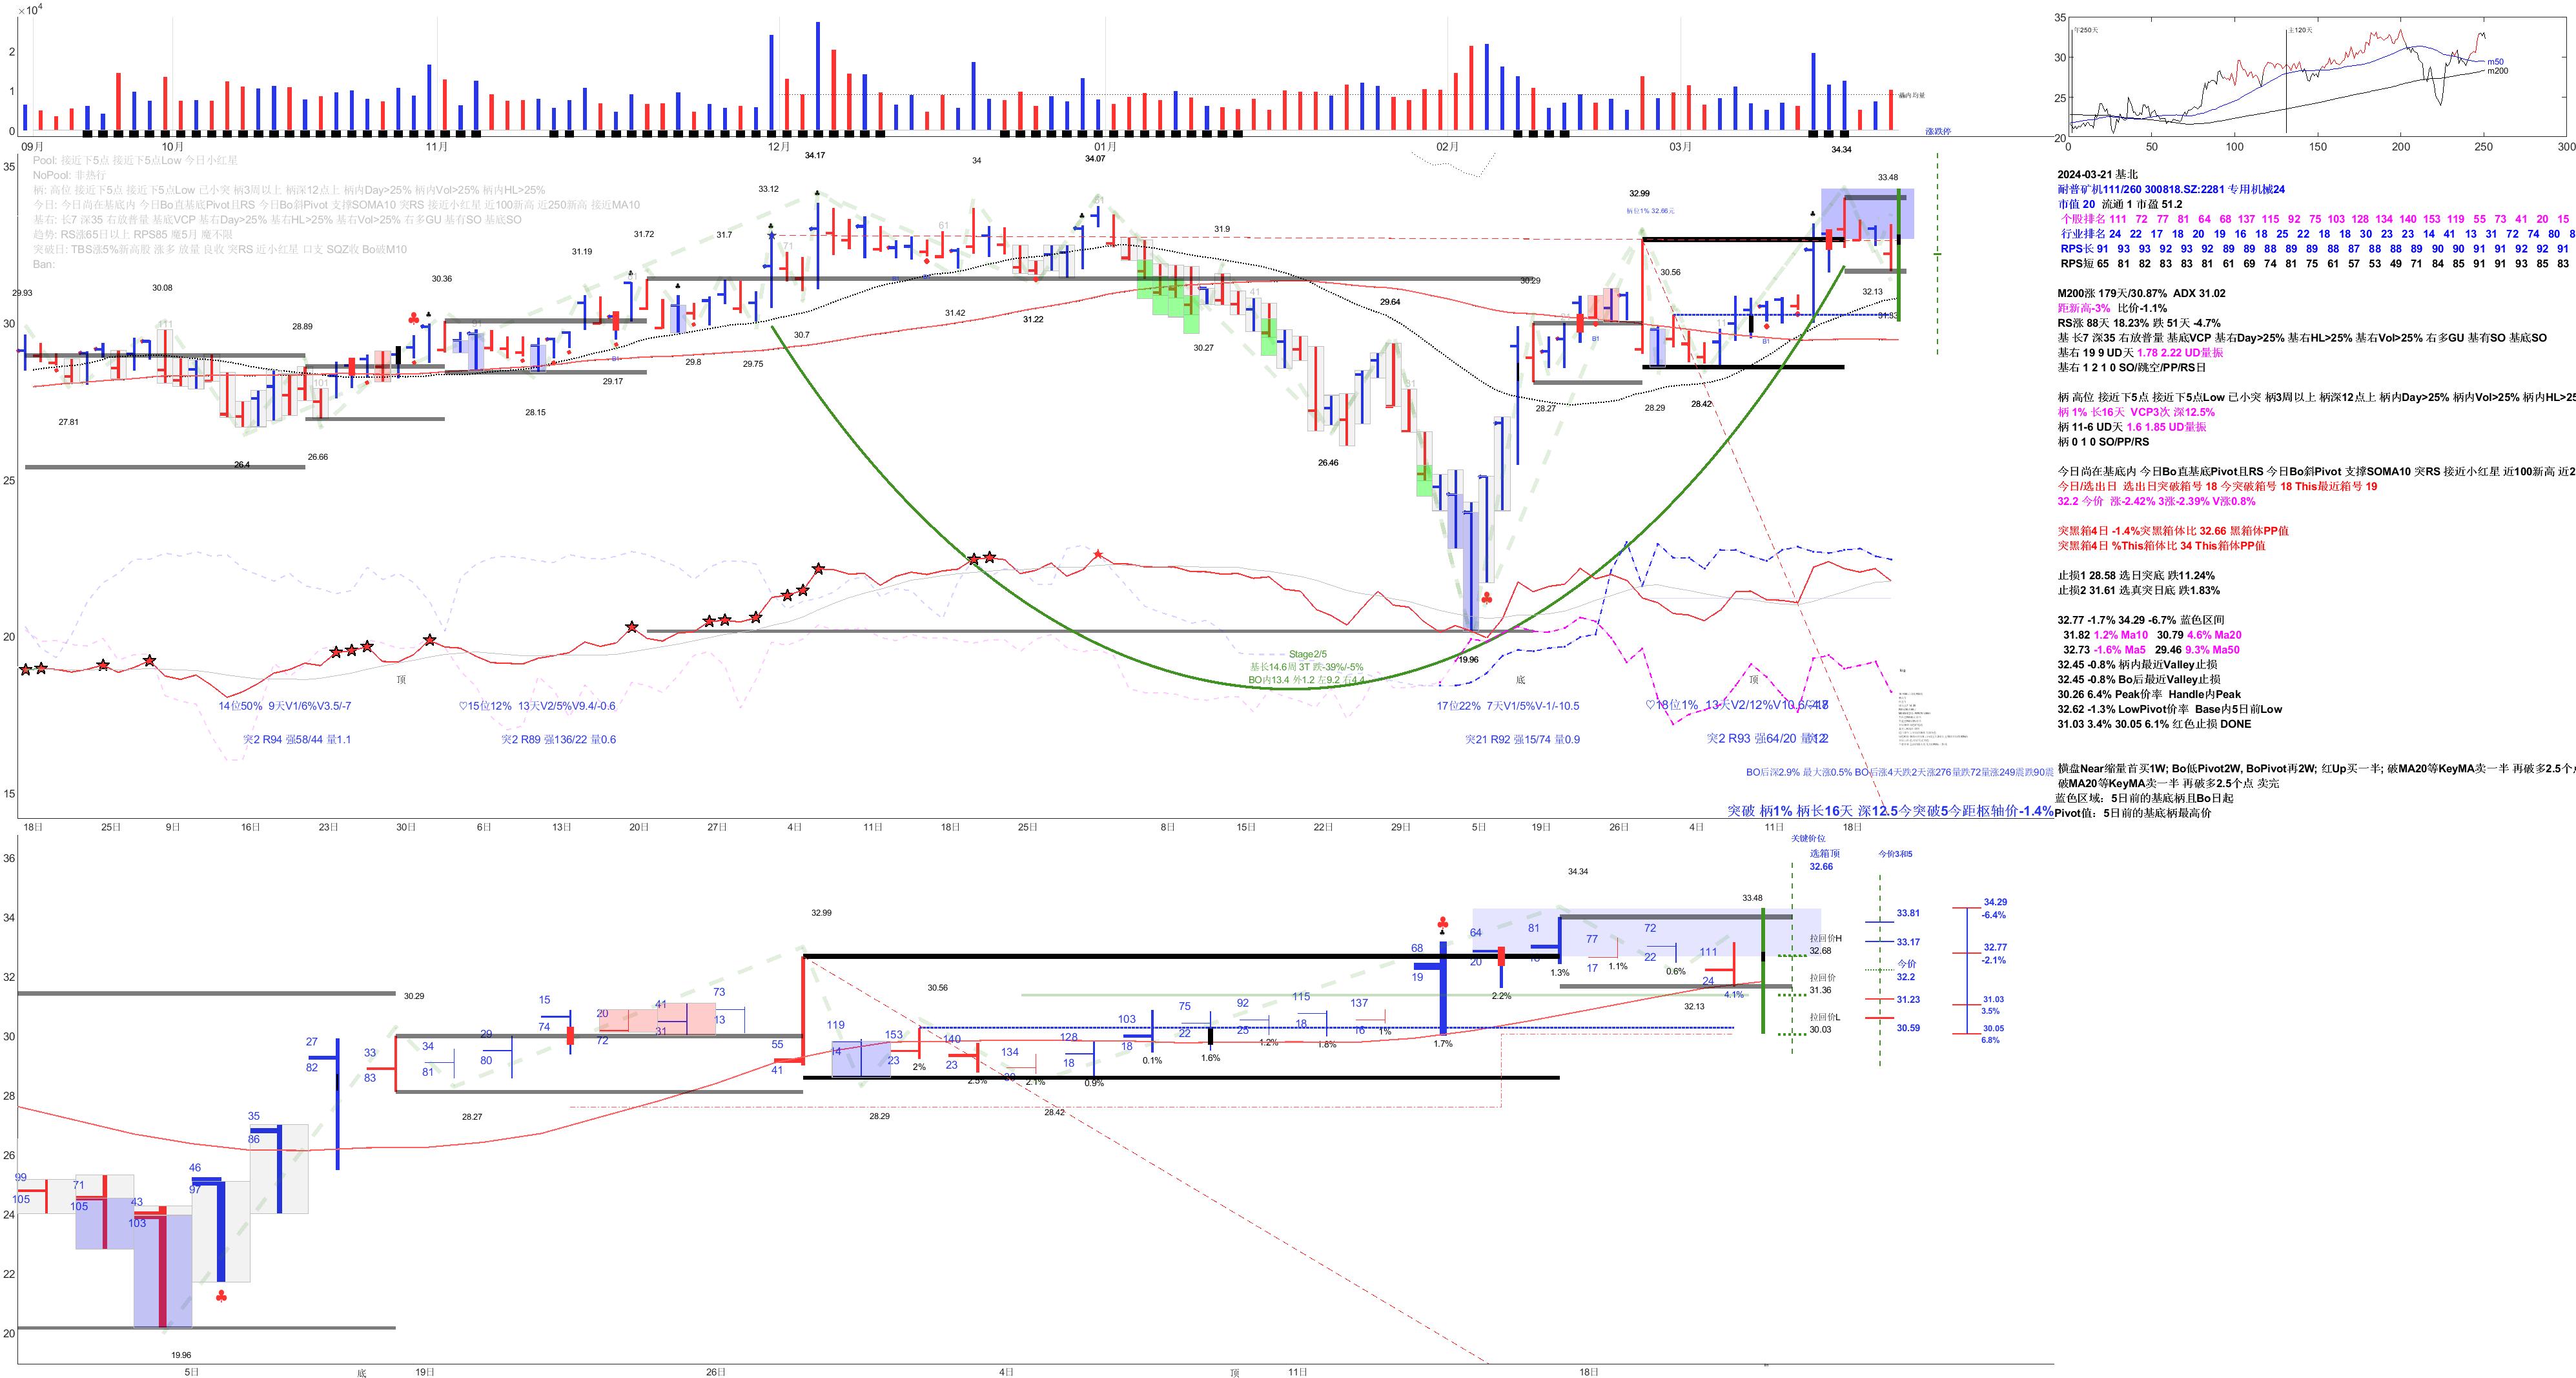 ×10⁴
2
1
0
09月 10月 11月 12月 01月 02月 03月
34.17 34 34.07 34.34
涨跌停
35
30
25
20
15
Pool: 接近下5点 接近下5点Low 今日小红星
NoPool: 非热行
柄: 高位 接近下5点 接近下5点Low 已小突 柄3周以上 柄深12点上 柄内Day>25% 柄内Vol>25% 柄内HL>25%
今日: 今日尚在基底内 今日Bo直基底Pivot且RS 今日Bo斜Pivot 支撑SOMA10 突RS 接近小红星 近100新高 近250新高 接近MA10
基右: 长7 深35 右放普量 基底VCP 基右Day>25% 基右HL>25% 基右Vol>25% 右多GU 基有SO 基底SO
趋势: RS涨65日以上 RPS85 魔5月 魔不限
突破日: TBS涨5%新高股 涨多 放量 良收 突RS 近小红星 口支 SQZ收 Bo破M10
Ban:
29.93 27.81 30.08 26.4 28.89 26.66 30.36 28.15 31.19 29.17 31.72 29.8 31.7 29.75 33.12 30.7
31.42 31.22 31.9 30.27 26.46 29.64 19.96 30.29 28.27 32.99
柄位1% 32.66元
28.29 30.56 28.42 33.48 32.13 31.33
Stage2/5
基长14.6周 3T 跌-39%/-5%
BO内13.4 外1.2 左9.2 右4.4
顶 底 顶
14位50% 9天V1/6%V3.5/-7
突2 R94 强58/44 量1.1
♡15位12% 13天V2/5%V9.4/-0.6
突2 R89 强136/22 量0.6
17位22% 7天V1/5%V-1/-10.5
突21 R92 强15/74 量0.9
♡18位1% 13天V2/12%V10.6/-4.7
突2 R93 强64/20
BO后深2.9% 最大涨0.5% BO后涨4天跌2天涨276量跌72量涨249震跌90震
突破 柄1% 柄长16天 深12.5今突破5今距枢轴价-1.4%
18日 25日 9日 16日 23日 30日 6日 13日 20日 27日 4日 11日 18日 25日 8日 15日 22日 29日 5日 19日 26日 4日 11日 18日
35
30
25
20
年250天 主120天
m50
m200
0 50 100 150 200 250 300
2024-03-21 基北
耐普矿机111/260 300818.SZ:2281 专用机械24
市值 20 流通 1 市盈 51.2
个股排名 111 72 77 81 64 68 137 115 92 75 103 128 134 140 153 119 55 73 41 20 15
行业排名 24 22 17 18 20 19 16 18 25 22 18 18 30 23 23 14 41 13 31 72 74 80 8
RPS长 91 93 93 92 93 92 89 89 88 89 89 88 87 88 88 89 90 90 91 91 92 92 91
RPS短 65 81 82 83 83 81 61 69 74 81 75 61 57 53 49 71 84 85 91 91 93 85 83
M200涨 179天/30.87% ADX 31.02
距新高-3% 比价-1.1%
RS涨 88天 18.23% 跌 51天 -4.7%
基 长7 深35 右放普量 基底VCP 基右Day>25% 基右HL>25% 基右Vol>25% 右多GU 基有SO 基底SO
基右 19 9 UD天 1.78 2.22 UD量振
基右 1 2 1 0 SO/跳空/PP/RS日
柄 高位 接近下5点 接近下5点Low 已小突 柄3周以上 柄深12点上 柄内Day>25% 柄内Vol>25% 柄内HL>25
柄 1% 长16天 VCP3次 深12.5%
柄 11-6 UD天 1.6 1.85 UD量振
柄 0 1 0 SO/PP/RS
今日尚在基底内 今日Bo直基底Pivot且RS 今日Bo斜Pivot 支撑SOMA10 突RS 接近小红星 近100新高 近2
今日/选出日 选出日突破箱号 18 今突破箱号 18 This最近箱号 19
32.2 今价 涨-2.42% 3涨-2.39% V涨0.8%
突黑箱4日 -1.4%突黑箱体比 32.66 黑箱体PP值
突黑箱4日 %This箱体比 34 This箱体PP值
止损1 28.58 选日突底 跌11.24%
止损2 31.61 选真突日底 跌1.83%
32.77 -1.7% 34.29 -6.7% 蓝色区间
31.82 1.2% Ma10 30.79 4.6% Ma20
32.73 -1.6% Ma5 29.46 9.3% Ma50
32.45 -0.8% 柄内最近Valley止损
32.45 -0.8% Bo后最近Valley止损
30.26 6.4% Peak价率 Handle内Peak
32.62 -1.3% LowPivot价率 Base内5日前Low
31.03 3.4% 30.05 6.1% 红色止损 DONE
横盘Near缩量首买1W; Bo低Pivot2W, BoPivot再2W; 红Up买一半; 破MA20等KeyMA卖一半 再破多2.5个点
破MA20等KeyMA卖一半 再破多2.5个点 卖完
蓝色区域：5日前的基底柄且Bo日起
Pivot值：5日前的基底柄最高价
36
34
32
30
28
26
24
22
20
99 105 71 105 43 103 46 97 35 86 27 82 33 83 34 81 29 80 15 74 20 72 41 31 73 13 55 41 119 14 153 23 140 23 134 128 18 103 18 75 22 92 25 115 18 137 16 68 19 64 20 81 77 17 72 22 111 24
19.96 30.29 28.27 32.99 28.29 30.56 28.42 34.34 33.48 32.13
2% 2.5% 2.1% 0.9% 0.1% 1.6% 1.2% 1.8% 1% 1.7% 2.2% 1.3% 1.1% 0.6% 4.1%
关键价位
选箱顶
32.66
今价3和5
拉回价H
32.68
拉回价
31.36
拉回价L
30.03
33.81
33.17
今价
32.2
31.23
30.59
34.29
-6.4%
32.77
-2.1%
31.03
3.5%
30.05
6.8%
5日 底 19日 26日 4日 顶 11日 18日